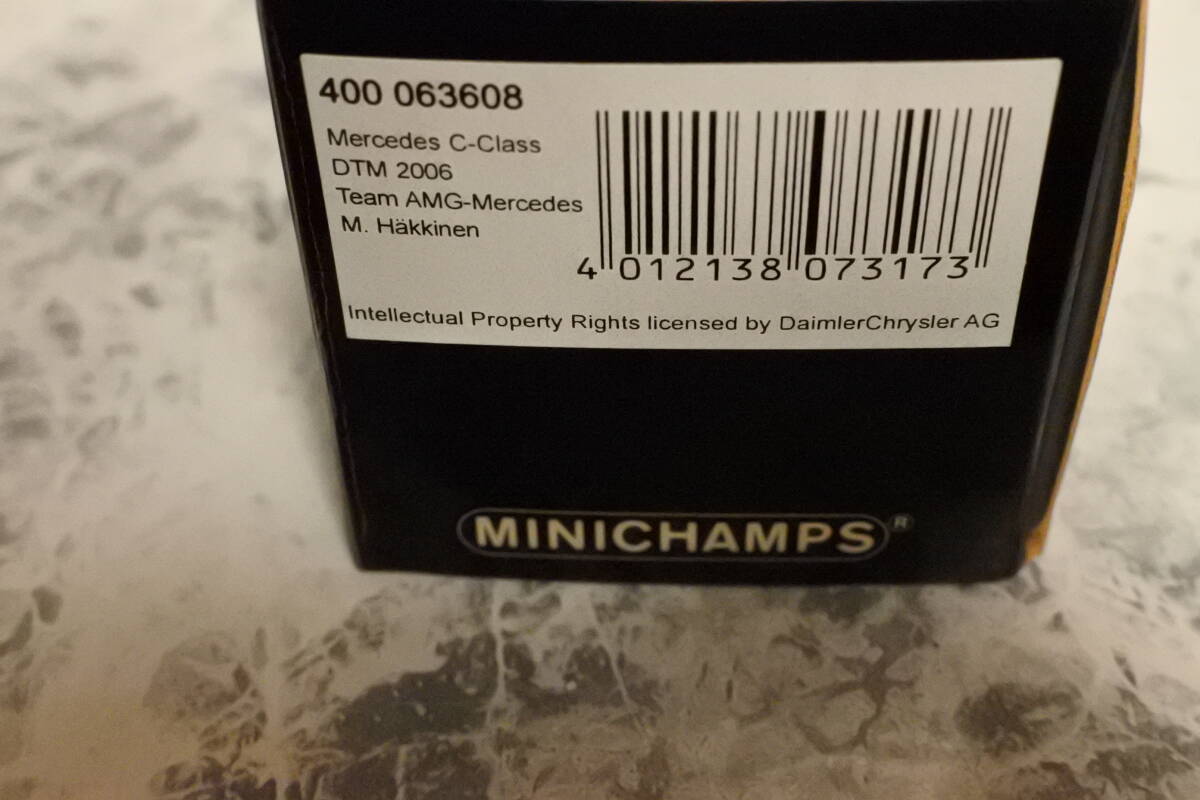 400 063608
Mercedes C-Class
DTM 2006
Team AMG-Mercedes
M. Häkkinen
4 012138 073173
Intellectual Property Rights licensed by DaimlerChrysler AG
MINICHAMPS®